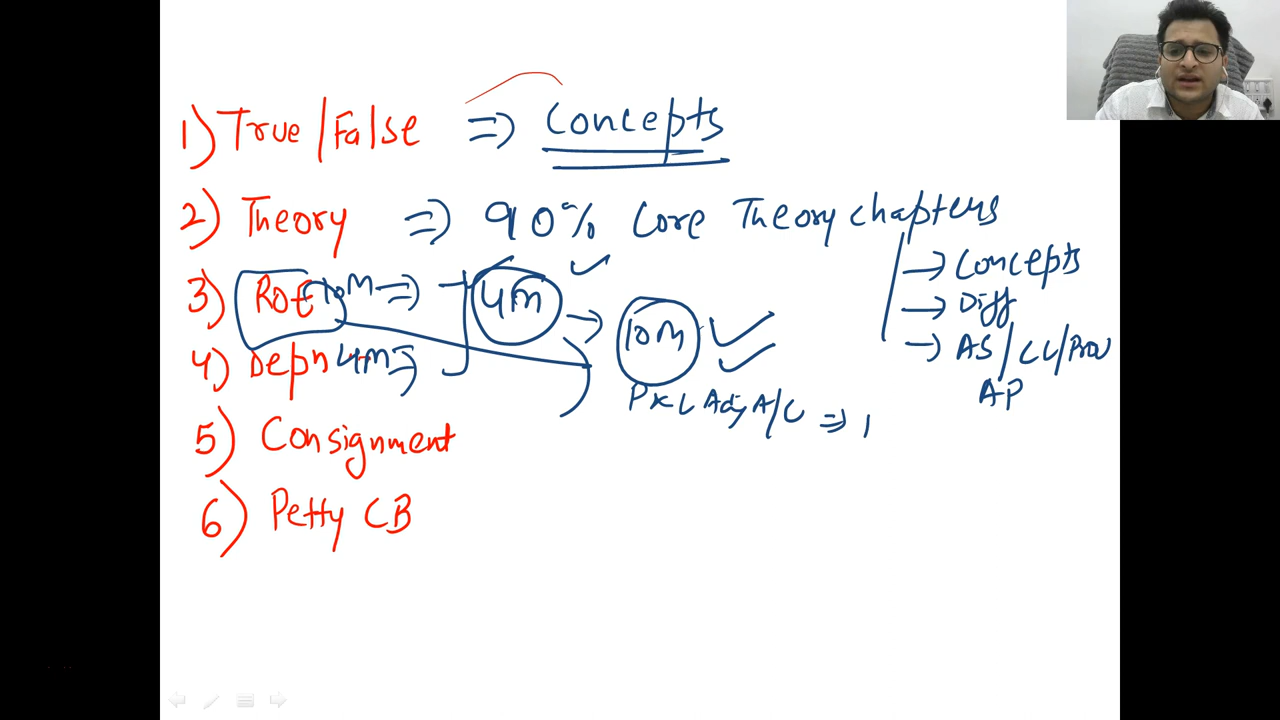 1) True/False => Concepts
2) Theory => 90% Core Theory chapters
→ Concepts
→ Diff
→ AS/CL/Prov
AP
3) ROE 10M => 4M → 10M
P&L Adj A/C => 1
4) Depn 4M =>
5) Consignment
6) Petty CB